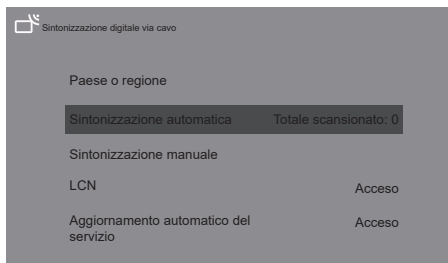 Sintonizzazione digitale via cavo
Paese o regione
Sintonizzazione automatica Totale scansionato: 0
Sintonizzazione manuale
LCN Acceso
Aggiornamento automatico del Acceso
servizio